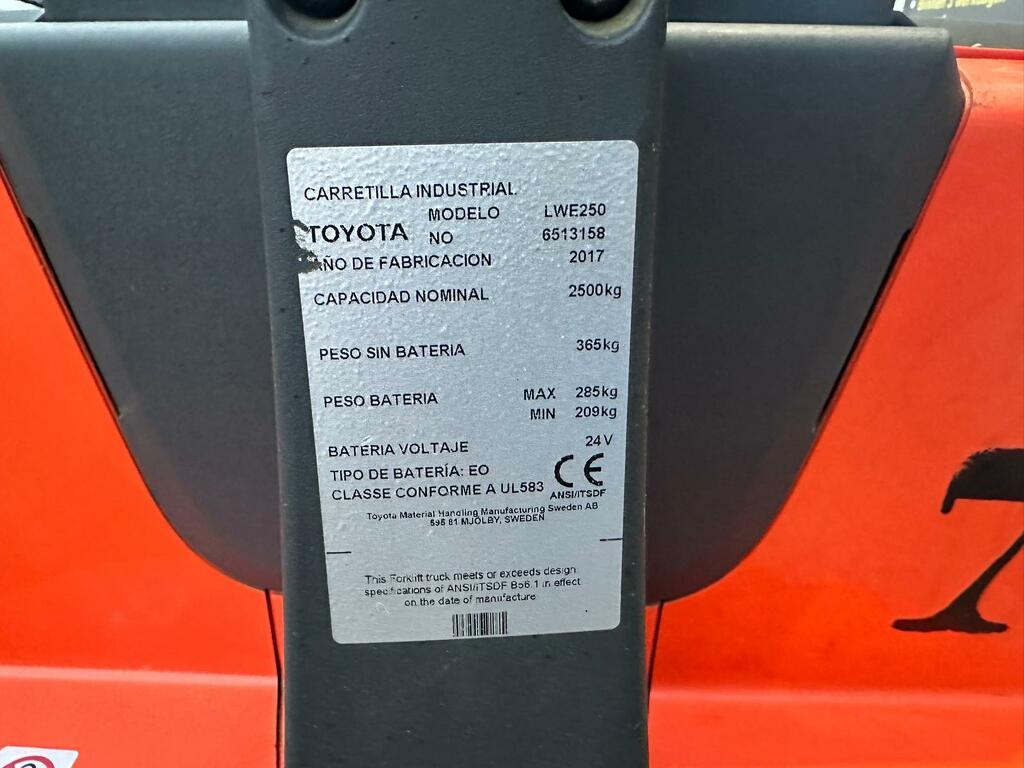 CARRETILLA INDUSTRIAL
MODELO LWE250
TOYOTA NO 6513158
AÑO DE FABRICACION 2017
CAPACIDAD NOMINAL 2500kg
PESO SIN BATERIA 365kg
PESO BATERIA MAX 285kg
MIN 209kg
BATERIA VOLTAJE 24V
TIPO DE BATERÍA: EO CE
CLASSE CONFORME A UL583 ANSI/ITSDF
Toyota Material Handling Manufacturing Sweden AB
595 81 MJÖLBY, SWEDEN
This Forklift truck meets or exceeds design
specifications of ANSI/ITSDF B56.1 in effect
on the date of manufacture